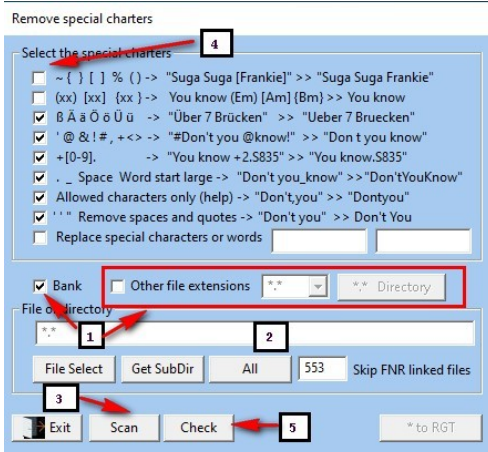 Remove special charters
Select the special charters
4
~ { } [ ] % ( ) -> "Suga Suga [Frankie]" >> "Suga Suga Frankie"
(xx) [xx] {xx } -> You know (Em) [Am] {Bm} >> You know
ß Ä ä Ö ö Ü ü -> "Über 7 Brücken" >> "Ueber 7 Bruecken"
' @ & ! # , + <> -> "#Don't you @know!" >> "Don t you know"
+[0-9]. -> "You know +2.S835" >> "You know.S835"
. _ Space Word start large -> "Don't you_know" >>"Don'tYouKnow"
Allowed characters only (help) -> "Don't,you" >> "Dontyou"
' ' " Remove spaces and quotes -> "Don't you" >> Don't You
Replace special characters or words
Bank Other file extensions *.* *.* Directory
File or directory
*.* 1 2
File Select Get SubDir All 553 Skip FNR linked files
3
Exit Scan Check 5 * to RGT